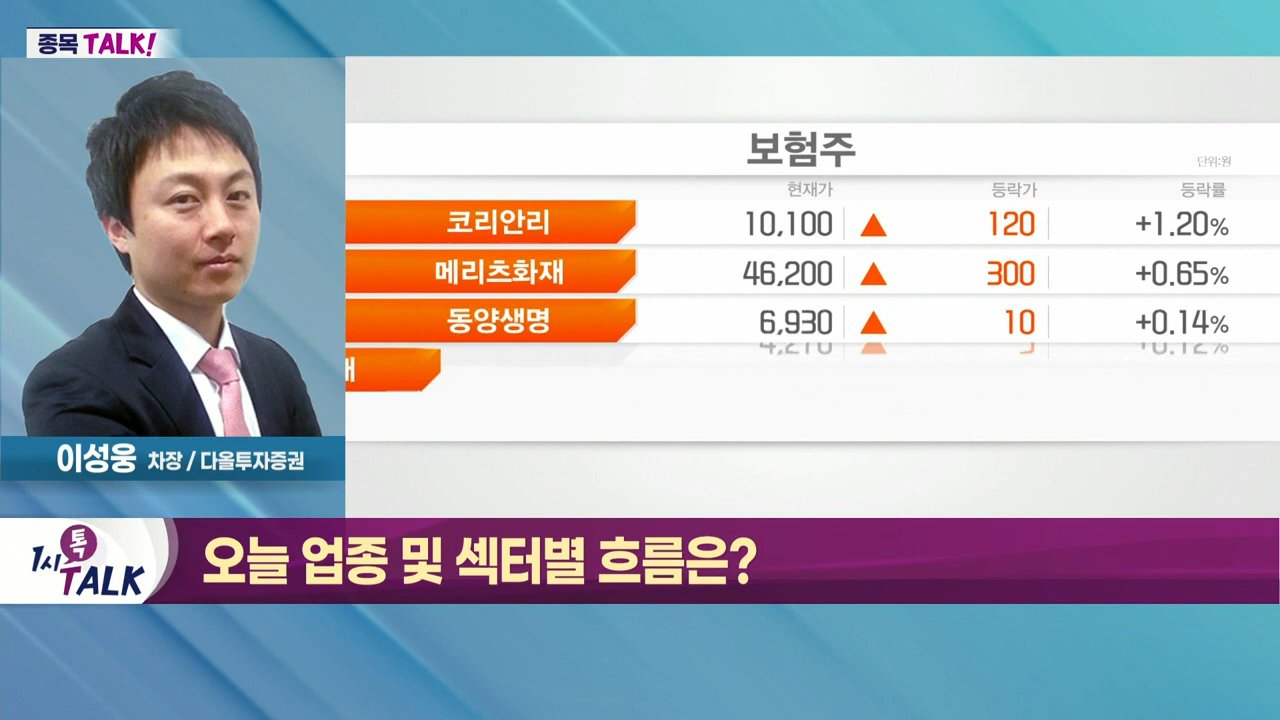 종목 TALK!
보험주
단위:원
현재가 등락가 등락률
코리안리 10,100 ▲ 120 +1.20%
메리츠화재 46,200 ▲ 300 +0.65%
동양생명 6,930 ▲ 10 +0.14%
이성웅 차장 / 다올투자증권
1시 톡 TALK
오늘 업종 및 섹터별 흐름은?